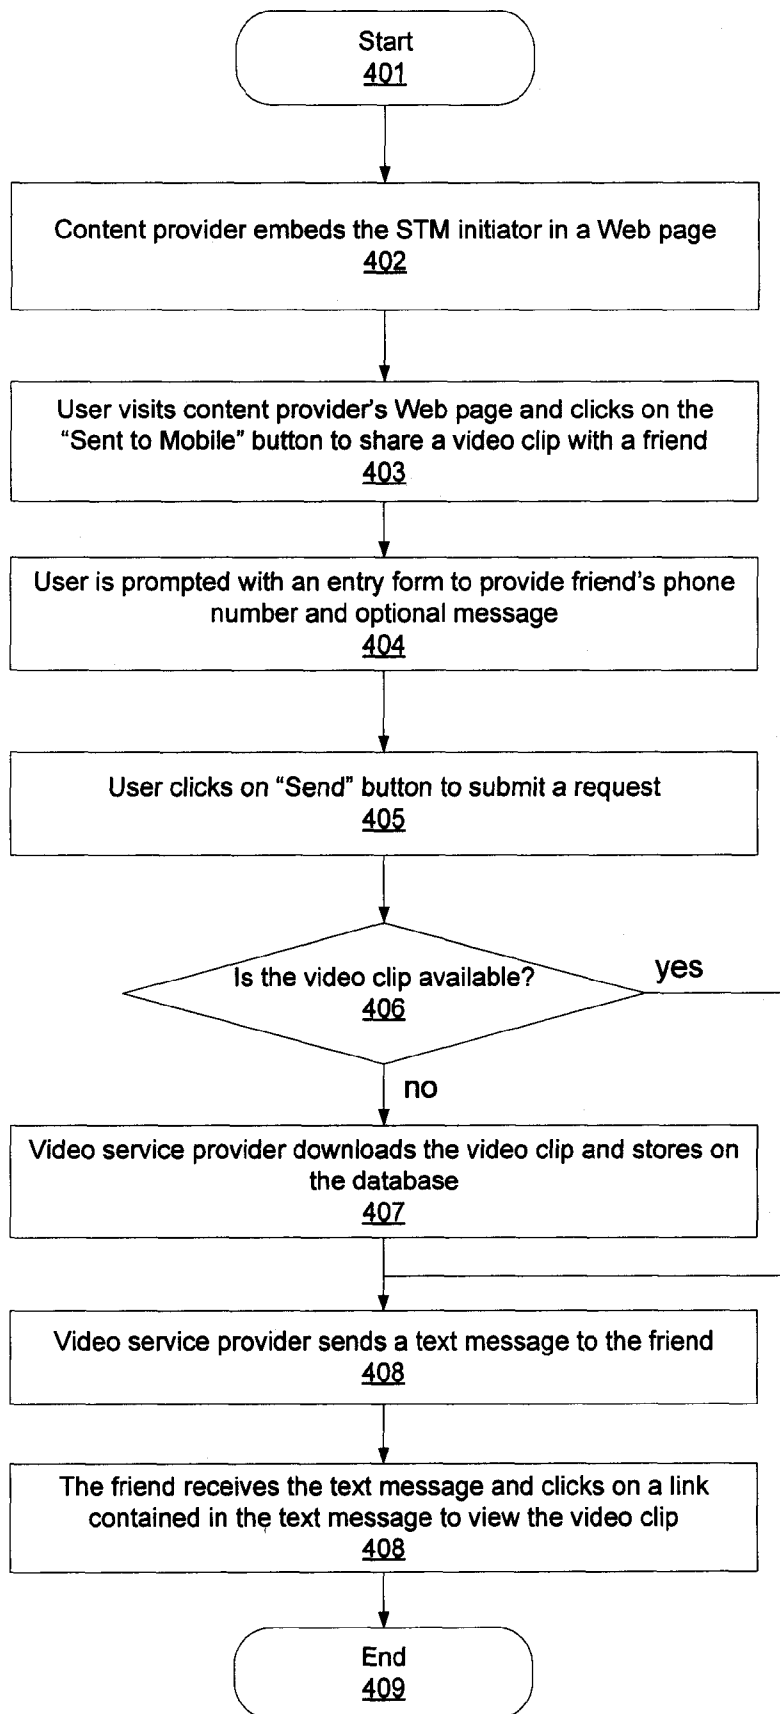 Start
401
Content provider embeds the STM initiator in a Web page
402
User visits content provider's Web page and clicks on the
“Sent to Mobile” button to share a video clip with a friend
403
User is prompted with an entry form to provide friend's phone
number and optional message
404
User clicks on “Send” button to submit a request
405
Is the video clip available?
406
yes
no
Video service provider downloads the video clip and stores on
the database
407
Video service provider sends a text message to the friend
408
The friend receives the text message and clicks on a link
contained in the text message to view the video clip
408
End
409